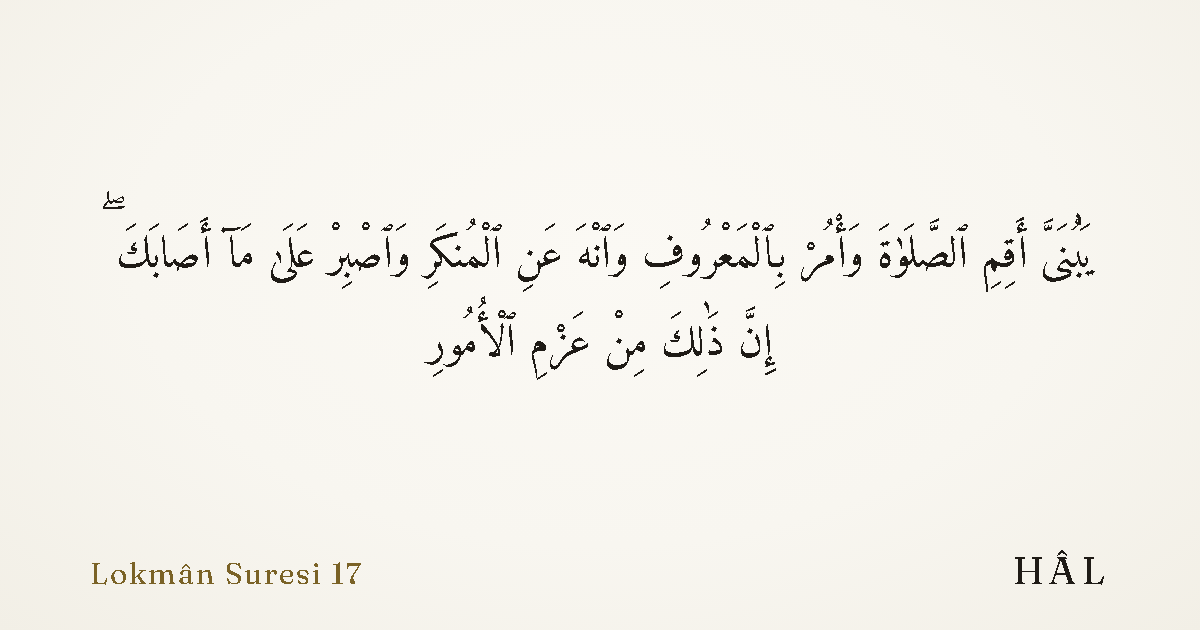 يَـٰبُنَىَّ أَقِمِ ٱلصَّلَوٰةَ وَأْمُرْ بِٱلْمَعْرُوفِ وَٱنْهَ عَنِ ٱلْمُنكَرِ وَٱصْبِرْ عَلَىٰ مَآ أَصَابَكَ ۖ
إِنَّ ذَٰلِكَ مِنْ عَزْمِ ٱلْأُمُورِ
Lokmân Suresi 17
HÂL